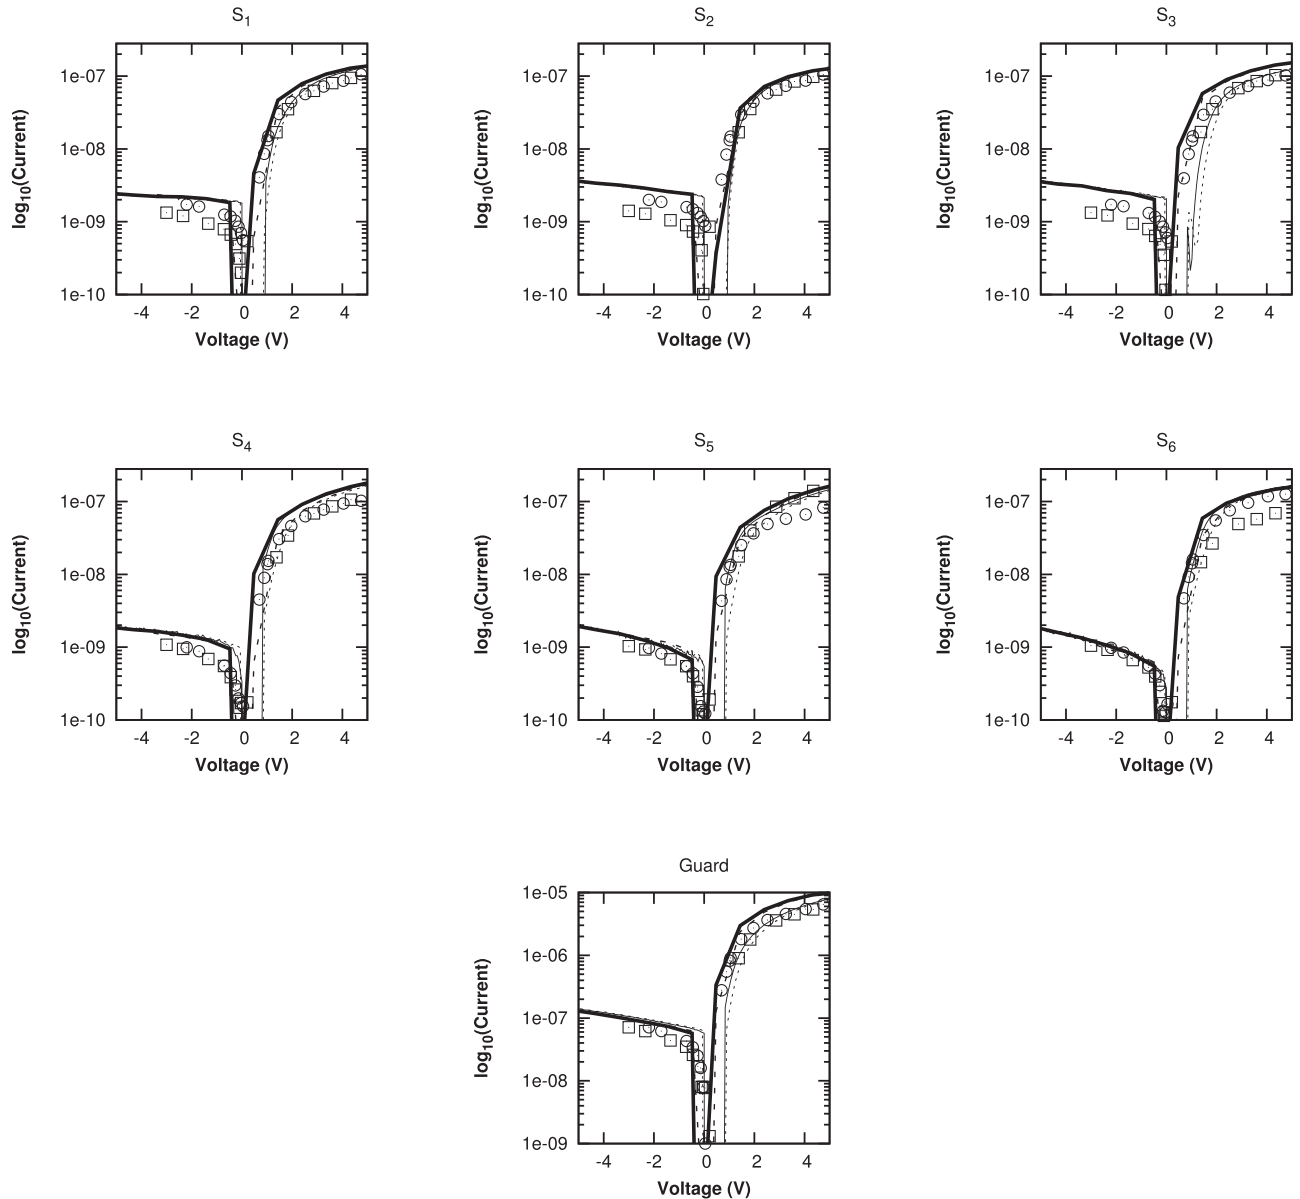 S1 S2 S3
1e-07 1e-07 1e-07
1e-08 1e-08 1e-08
1e-09 1e-09 1e-09
1e-10 1e-10 1e-10
log10(Current) log10(Current) log10(Current)
-4 -2 0 2 4 -4 -2 0 2 4 -4 -2 0 2 4
Voltage (V) Voltage (V) Voltage (V)
S4 S5 S6
1e-07 1e-07 1e-07
1e-08 1e-08 1e-08
1e-09 1e-09 1e-09
1e-10 1e-10 1e-10
log10(Current) log10(Current) log10(Current)
-4 -2 0 2 4 -4 -2 0 2 4 -4 -2 0 2 4
Voltage (V) Voltage (V) Voltage (V)
Guard
1e-05
1e-06
1e-07
1e-08
1e-09
log10(Current)
-4 -2 0 2 4
Voltage (V)